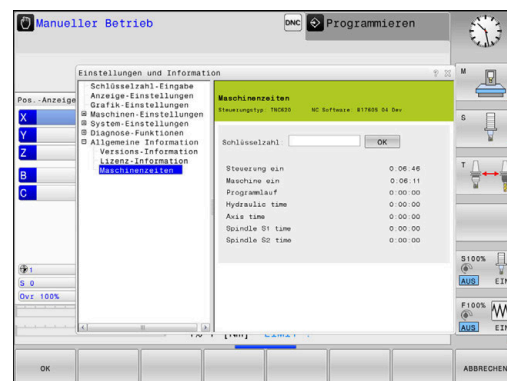 Manueller Betrieb
DNC
Programmieren
Einstellungen und Information
Schlüsselzahl-Eingabe
Anzeige-Einstellungen
Grafik-Einstellungen
Maschinen-Einstellungen
System-Einstellungen
Diagnose-Funktionen
Allgemeine Information
Versions-Information
Lizenz-Information
Maschinenzeiten
Maschinenzeiten
Steuerungstyp: TNC620 NC Software: 817605 04 Dev
Schlüsselzahl
OK
Steuerung ein 0:06:46
Maschine ein 0:06:11
Programmlauf 0:00:00
Hydraulic time 0:00:00
Axis time 0:00:00
Spindle S1 time 0:00:00
Spindle S2 time 0:00:00
Pos.-Anzeige
X
Y
Z
B
C
1
S 0
Ovr 100%
M
S
T
S100%
AUS EIN
F100%
AUS EIN
OK
ABBRECHEN